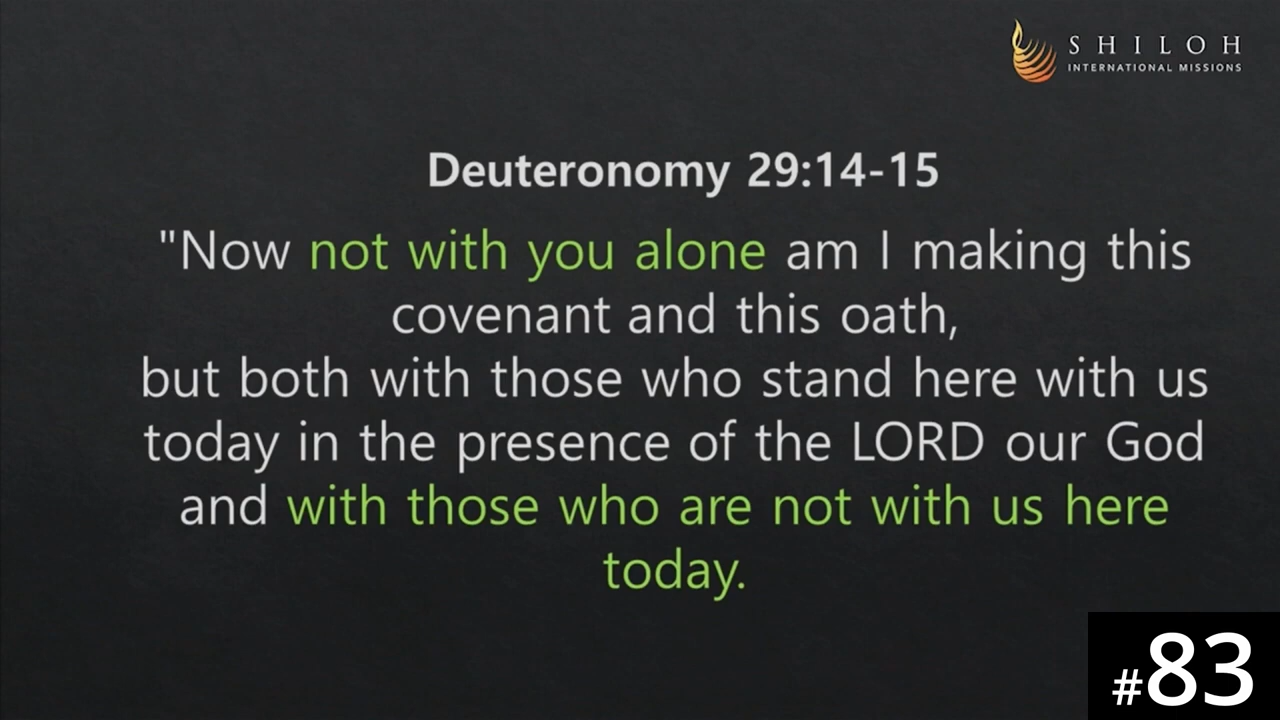 SHILOH
INTERNATIONAL MISSIONS
Deuteronomy 29:14-15
"Now not with you alone am I making this
covenant and this oath,
but both with those who stand here with us
today in the presence of the LORD our God
and with those who are not with us here
today.
#83